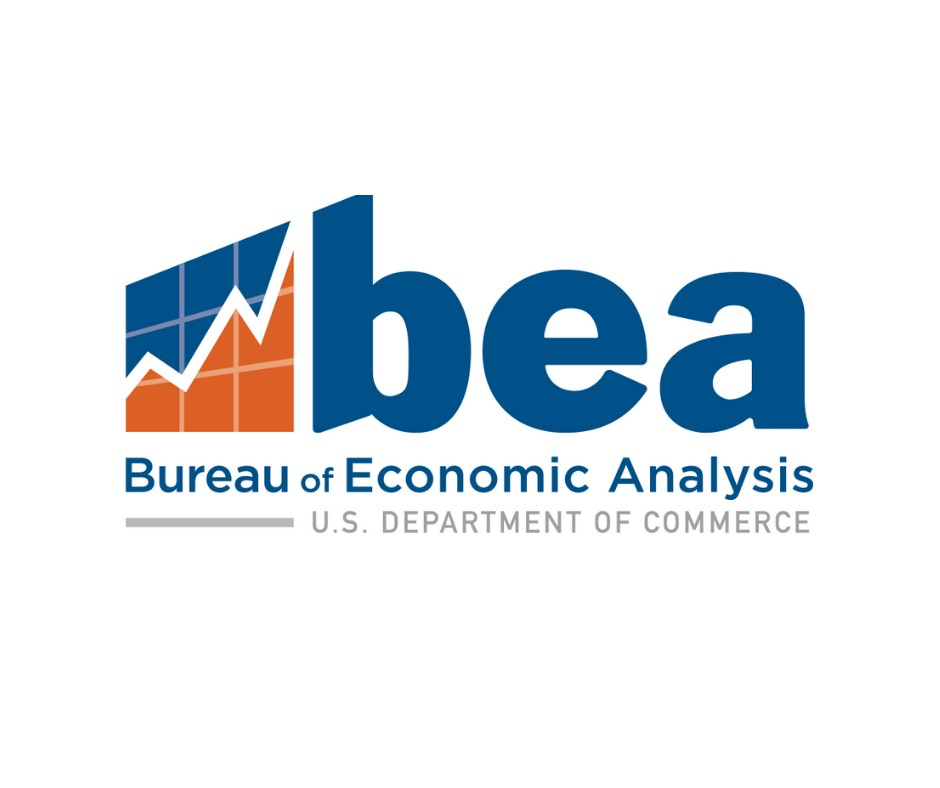 bea
Bureau of Economic Analysis
U.S. DEPARTMENT OF COMMERCE